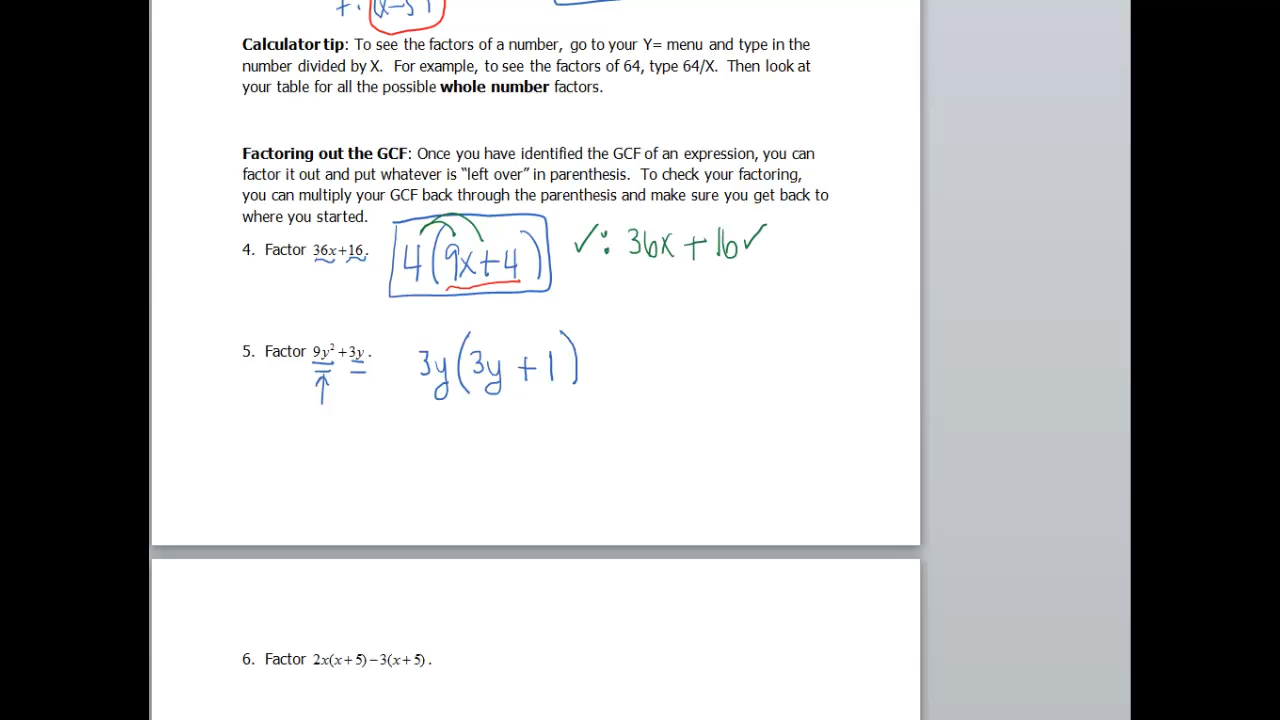 7. (x-5)
Calculator tip: To see the factors of a number, go to your Y= menu and type in the
number divided by X. For example, to see the factors of 64, type 64/X. Then look at
your table for all the possible whole number factors.
Factoring out the GCF: Once you have identified the GCF of an expression, you can
factor it out and put whatever is "left over" in parenthesis. To check your factoring,
you can multiply your GCF back through the parenthesis and make sure you get back to
where you started.
4. Factor 36x+16. 4(9x+4) ✓: 36x + 16 ✓
5. Factor 9y²+3y. 3y(3y + 1)
6. Factor 2x(x+5)−3(x+5).